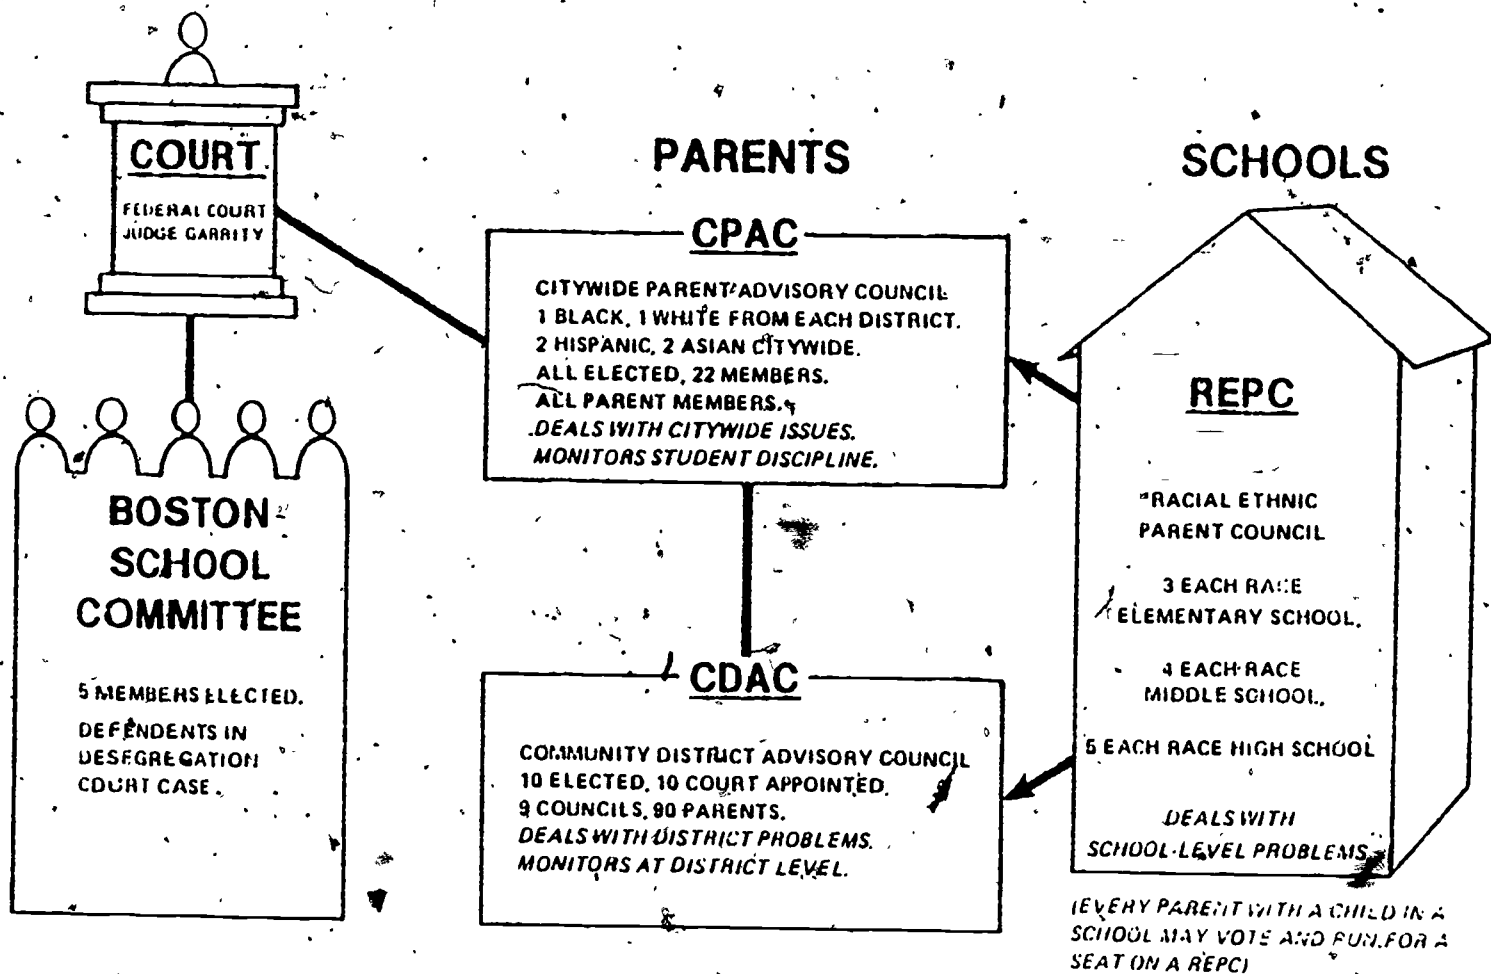 COURT
FEDERAL COURT
JUDGE GARRITY
BOSTON
SCHOOL
COMMITTEE
5 MEMBERS ELECTED.
DEFENDENTS IN
DESEGREGATION
COURT CASE.
PARENTS
CPAC
CITYWIDE PARENT ADVISORY COUNCIL
1 BLACK, 1 WHITE FROM EACH DISTRICT.
2 HISPANIC, 2 ASIAN CITYWIDE.
ALL ELECTED, 22 MEMBERS.
ALL PARENT MEMBERS.
DEALS WITH CITYWIDE ISSUES.
MONITORS STUDENT DISCIPLINE.
CDAC
COMMUNITY DISTRICT ADVISORY COUNCIL
10 ELECTED, 10 COURT APPOINTED.
9 COUNCILS, 90 PARENTS.
DEALS WITH DISTRICT PROBLEMS.
MONITORS AT DISTRICT LEVEL.
SCHOOLS
REPC
RACIAL ETHNIC
PARENT COUNCIL
3 EACH RACE
ELEMENTARY SCHOOL.
4 EACH RACE
MIDDLE SCHOOL.
5 EACH RACE HIGH SCHOOL
DEALS WITH
SCHOOL-LEVEL PROBLEMS
(EVERY PARENT WITH A CHILD IN A
SCHOOL MAY VOTE AND RUN FOR A
SEAT ON A REPC)